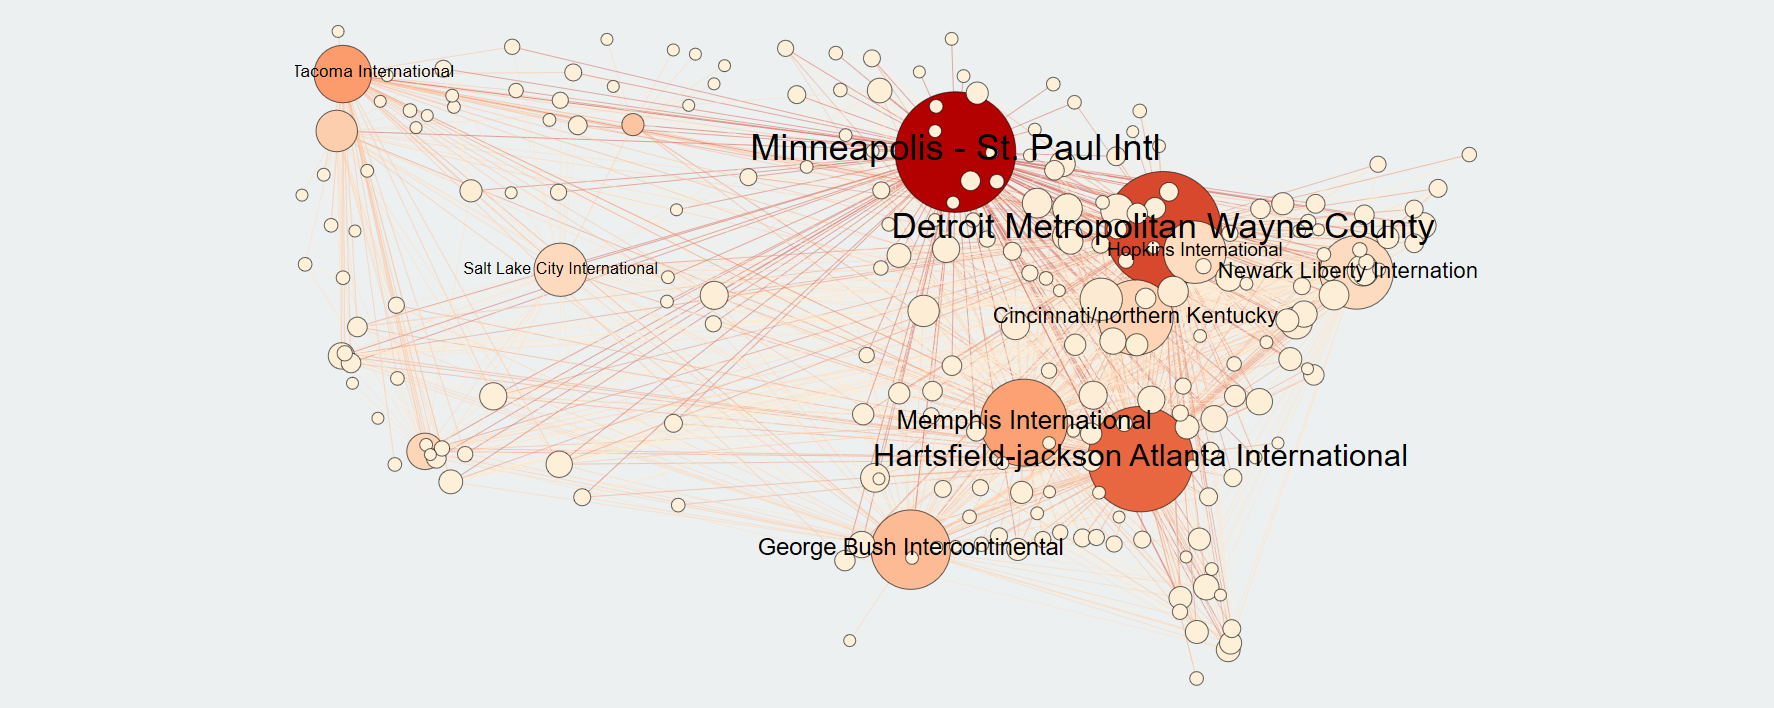 Tacoma International
Minneapolis - St. Paul Intl
Detroit Metropolitan Wayne County
Hopkins International
Salt Lake City International
Newark Liberty Internation
Cincinnati/northern Kentucky
Memphis International
Hartsfield-jackson Atlanta International
George Bush Intercontinental